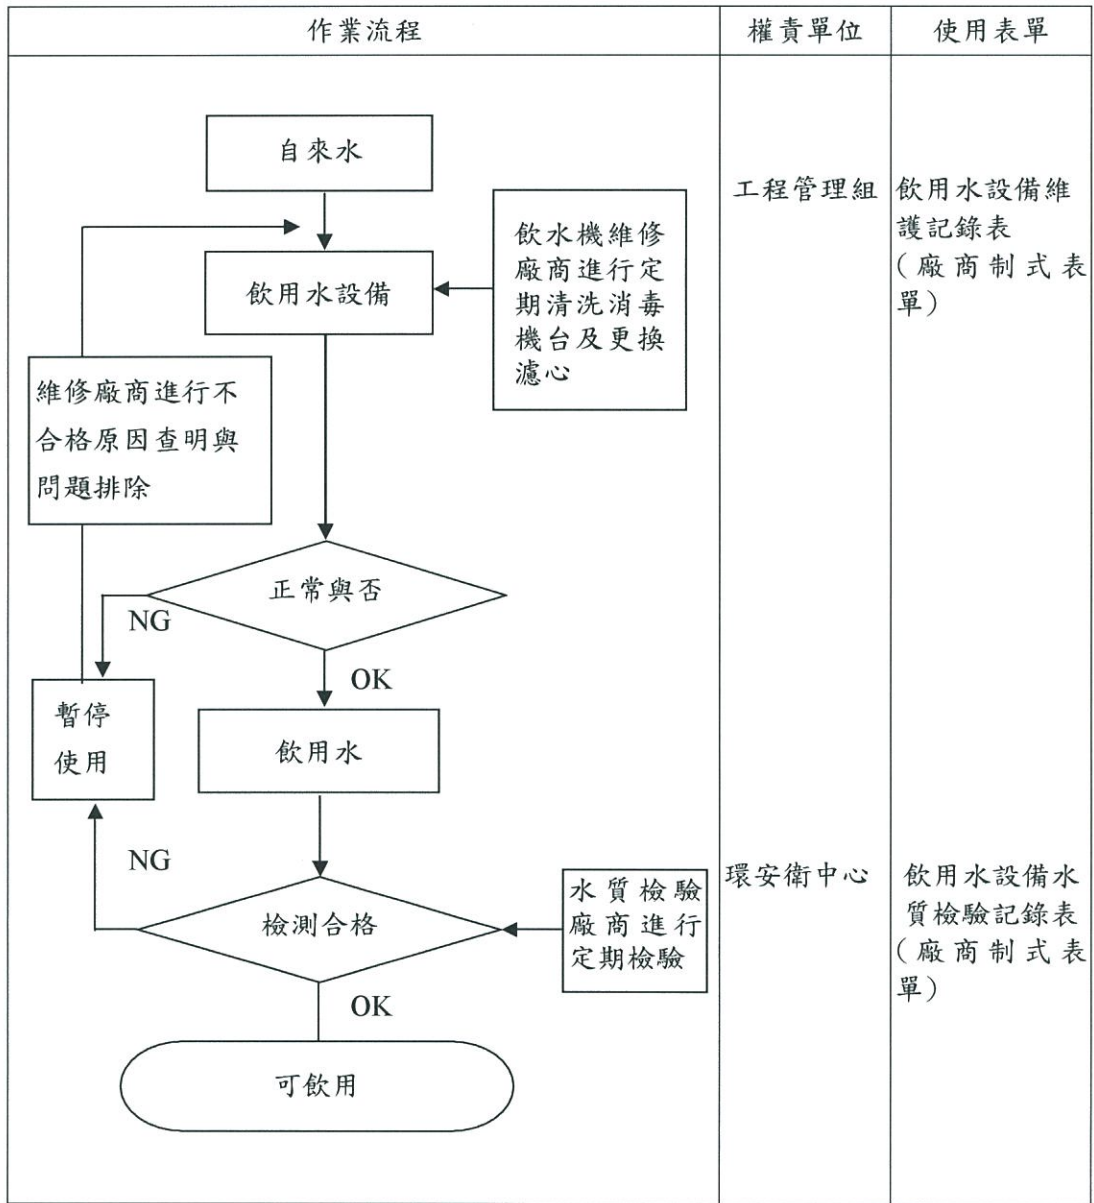 作業流程
權責單位
使用表單
自來水
工程管理組
飲用水設備維
護記錄表
(廠商制式表
單)
飲水機維修
廠商進行定
期清洗消毒
機台及更換
濾心
飲用水設備
維修廠商進行不
合格原因查明與
問題排除
正常與否
NG
OK
暫停
使用
飲用水
NG
檢測合格
水質檢驗
廠商進行
定期檢驗
環安衛中心
飲用水設備水
質檢驗記錄表
(廠商制式表
單)
OK
可飲用